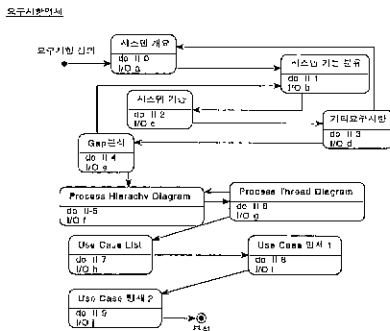 요구사항명세
요구사항 정의
시스템 개요
do II 0
I/O a
시스템 기능 분류
do II 1
I/O b
시스템 기능
do II 2
I/O c
기타요구사항
do II 3
I/O d
Gap분석
do II 4
I/O e
Process Hierachy Diagram
do II-5
I/O f
Process Thread Diagram
do II 6
I/O g
Use Case List
do II 7
I/O h
Use Case 명세 1
do II 8
I/O i
Use Case 명세 2
do II 9
I/O j